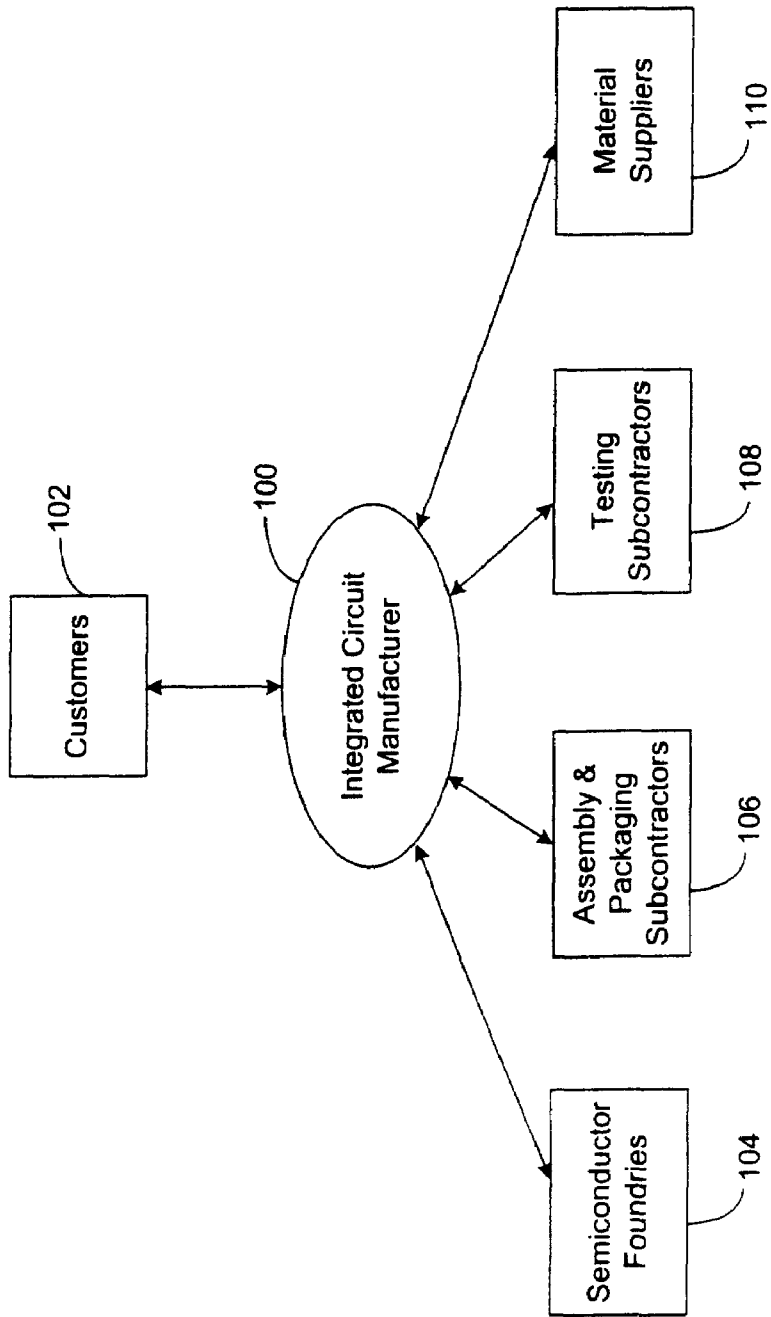 Customers
102
100
Integrated Circuit
Manufacturer
Semiconductor
Foundries
104
Assembly &
Packaging
Subcontractors
106
Testing
Subcontractors
108
Material
Suppliers
110